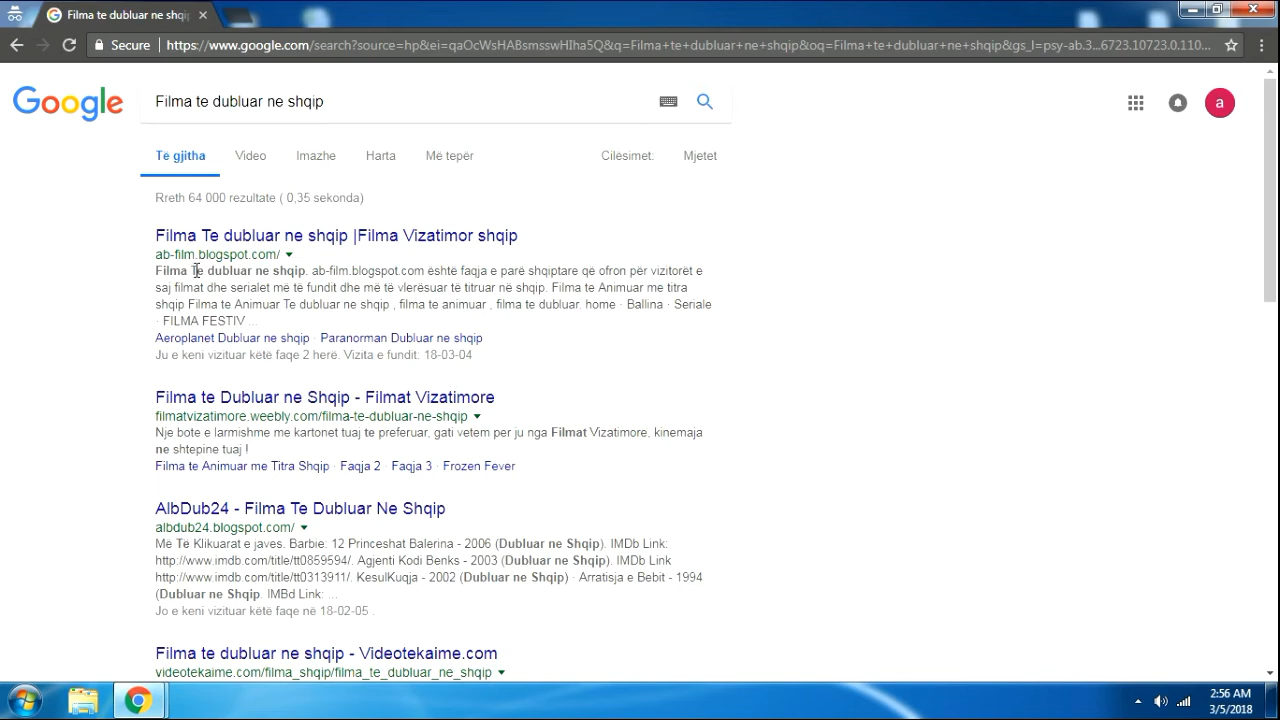 Filma te dubluar ne shqip
Secure
https://www.google.com/search?source=hp&ei=qaOcWsHABsmsswHIha5Q&q=Filma+te+dubluar+ne+shqip&oq=Filma+te+dubluar+ne+shqip&gs_l=psy-ab.3...6723.10723.0.110...
Google
Filma te dubluar ne shqip
a
Të gjitha Video Imazhe Harta Më tepër Cilësimet. Mjetet
Rreth 64 000 rezultate ( 0,35 sekonda)
Filma Te dubluar ne shqip |Filma Vizatimor shqip
ab-film.blogspot.com/
Filma Te dubluar ne shqip. ab-film.blogspot.com është faqja e parë shqiptare që ofron për vizitorët e
saj filmat dhe serialet më të fundit dhe më të vlerësuar të titruar në shqip. Filma te Animuar me titra
shqip Filma te Animuar Te dubluar ne shqip , filma te animuar , filma te dubluar. home · Ballina · Seriale
· FILMA FESTIV ...
Aeroplanet Dubluar ne shqip · Paranorman Dubluar ne shqip
Ju e keni vizituar këtë faqe 2 herë. Vizita e fundit: 18-03-04
Filma te Dubluar ne Shqip - Filmat Vizatimore
filmatvizatimore.weebly.com/filma-te-dubluar-ne-shqip
Nje bote e larmishme me kartonet tuaj te preferuar, gati vetem per ju nga Filmat Vizatimore, kinemaja
ne shtepine tuaj !
Filma te Animuar me Titra Shqip · Faqja 2 · Faqja 3 · Frozen Fever
AlbDub24 - Filma Te Dubluar Ne Shqip
albdub24.blogspot.com/
Më Të Klikuarat e javes. Barbie: 12 Princeshat Balerina - 2006 (Dubluar ne Shqip). IMDb Link:
http://www.imdb.com/title/tt0859594/. Agjenti Kodi Benks - 2003 (Dubluar ne Shqip) IMDb Link
http://www.imdb.com/title/tt0313911/. KesulKuqja - 2002 (Dubluar ne Shqip) · Arratisja e Bebit - 1994
(Dubluar ne Shqip. IMBd Link: ...
Jo e keni vizituar këtë faqe në 18-02-05 .
Filma te dubluar ne shqip - Videotekaime.com
videotekaime.com/filma_shqip/filma_te_dubluar_ne_shqip
2:56 AM
3/5/2018